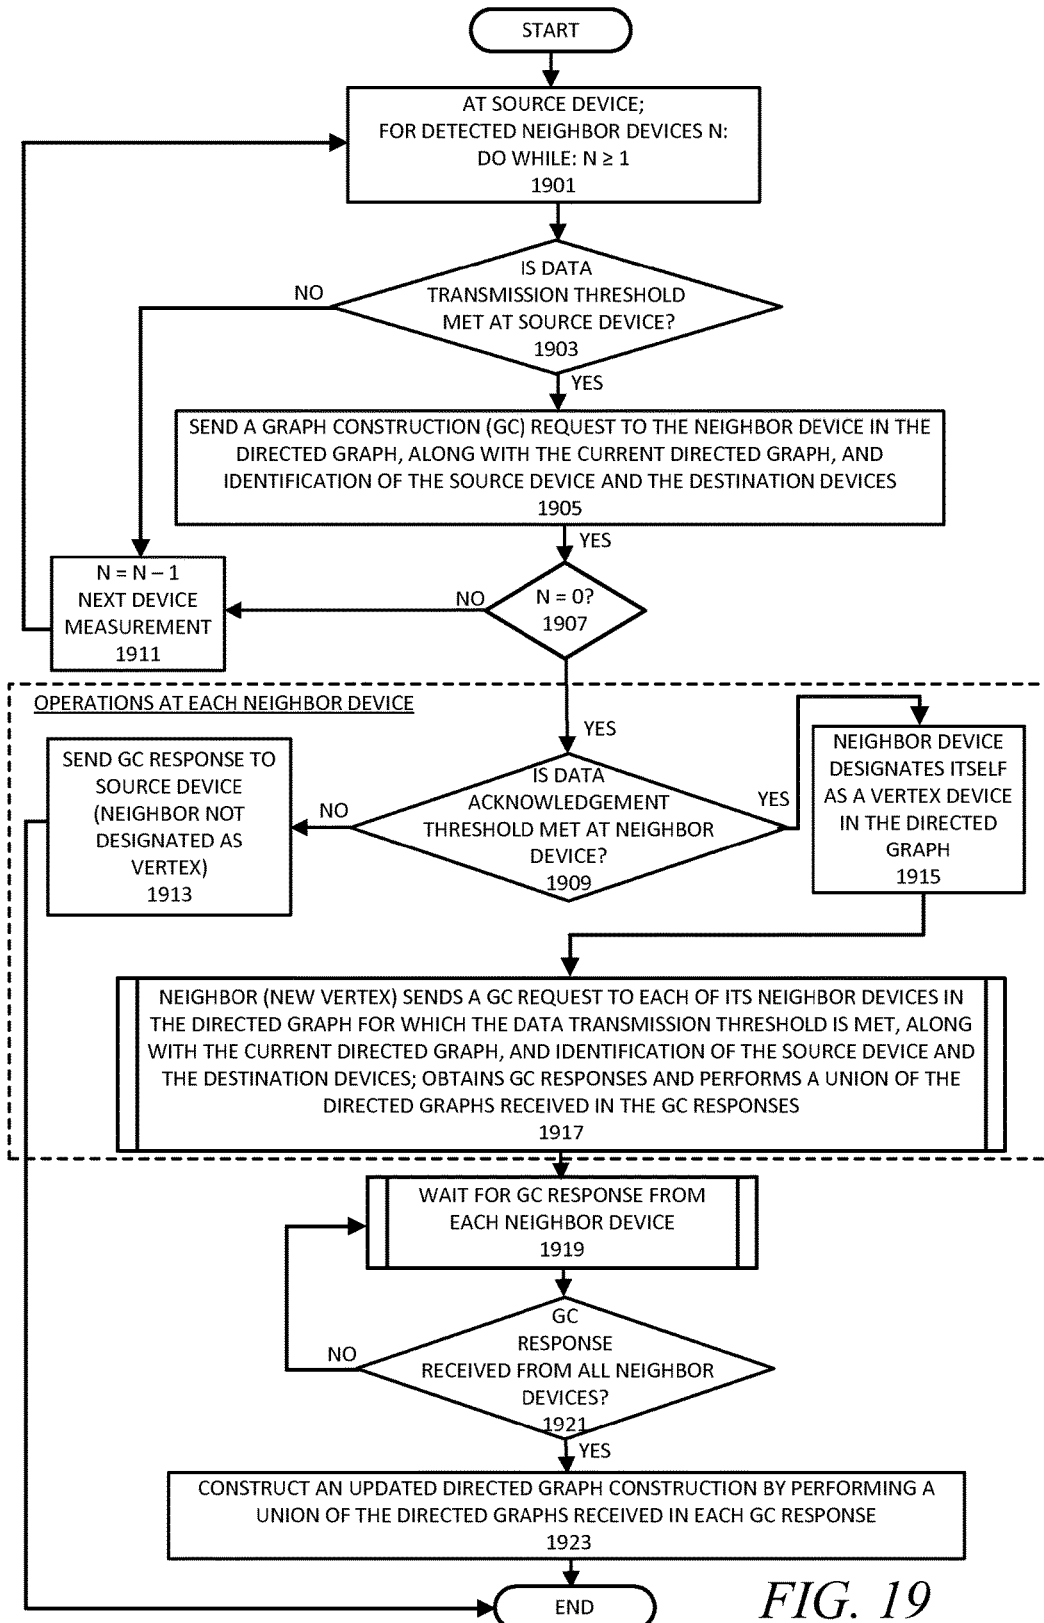 START
AT SOURCE DEVICE;
FOR DETECTED NEIGHBOR DEVICES N:
DO WHILE: N ≥ 1
1901
IS DATA
TRANSMISSION THRESHOLD
MET AT SOURCE DEVICE?
1903
NO
YES
SEND A GRAPH CONSTRUCTION (GC) REQUEST TO THE NEIGHBOR DEVICE IN THE
DIRECTED GRAPH, ALONG WITH THE CURRENT DIRECTED GRAPH, AND
IDENTIFICATION OF THE SOURCE DEVICE AND THE DESTINATION DEVICES
1905
YES
N = 0?
1907
NO
N = N – 1
NEXT DEVICE
MEASUREMENT
1911
OPERATIONS AT EACH NEIGHBOR DEVICE
YES
IS DATA
ACKNOWLEDGEMENT
THRESHOLD MET AT NEIGHBOR
DEVICE?
1909
NO
YES
SEND GC RESPONSE TO
SOURCE DEVICE
(NEIGHBOR NOT
DESIGNATED AS
VERTEX)
1913
NEIGHBOR DEVICE
DESIGNATES ITSELF
AS A VERTEX DEVICE
IN THE DIRECTED
GRAPH
1915
NEIGHBOR (NEW VERTEX) SENDS A GC REQUEST TO EACH OF ITS NEIGHBOR DEVICES IN
THE DIRECTED GRAPH FOR WHICH THE DATA TRANSMISSION THRESHOLD IS MET, ALONG
WITH THE CURRENT DIRECTED GRAPH, AND IDENTIFICATION OF THE SOURCE DEVICE AND
THE DESTINATION DEVICES; OBTAINS GC RESPONSES AND PERFORMS A UNION OF THE
DIRECTED GRAPHS RECEIVED IN THE GC RESPONSES
1917
WAIT FOR GC RESPONSE FROM
EACH NEIGHBOR DEVICE
1919
GC
RESPONSE
RECEIVED FROM ALL NEIGHBOR
DEVICES?
1921
NO
YES
CONSTRUCT AN UPDATED DIRECTED GRAPH CONSTRUCTION BY PERFORMING A
UNION OF THE DIRECTED GRAPHS RECEIVED IN EACH GC RESPONSE
1923
END
FIG. 19